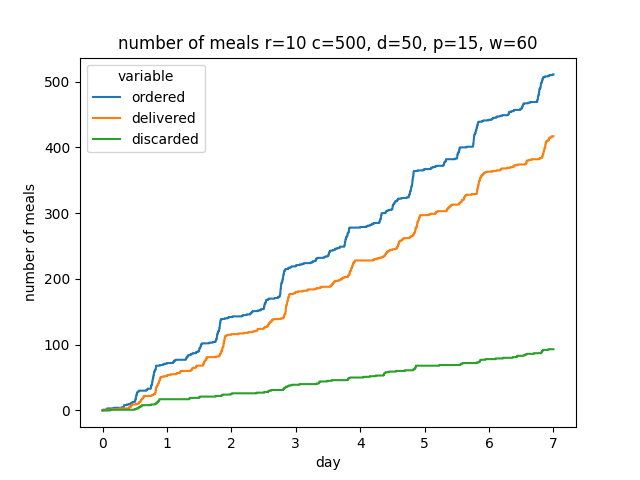 number of meals r=10 c=500, d=50, p=15, w=60
variable
ordered
delivered
discarded
number of meals
500
400
300
200
100
0
0 1 2 3 4 5 6 7
day